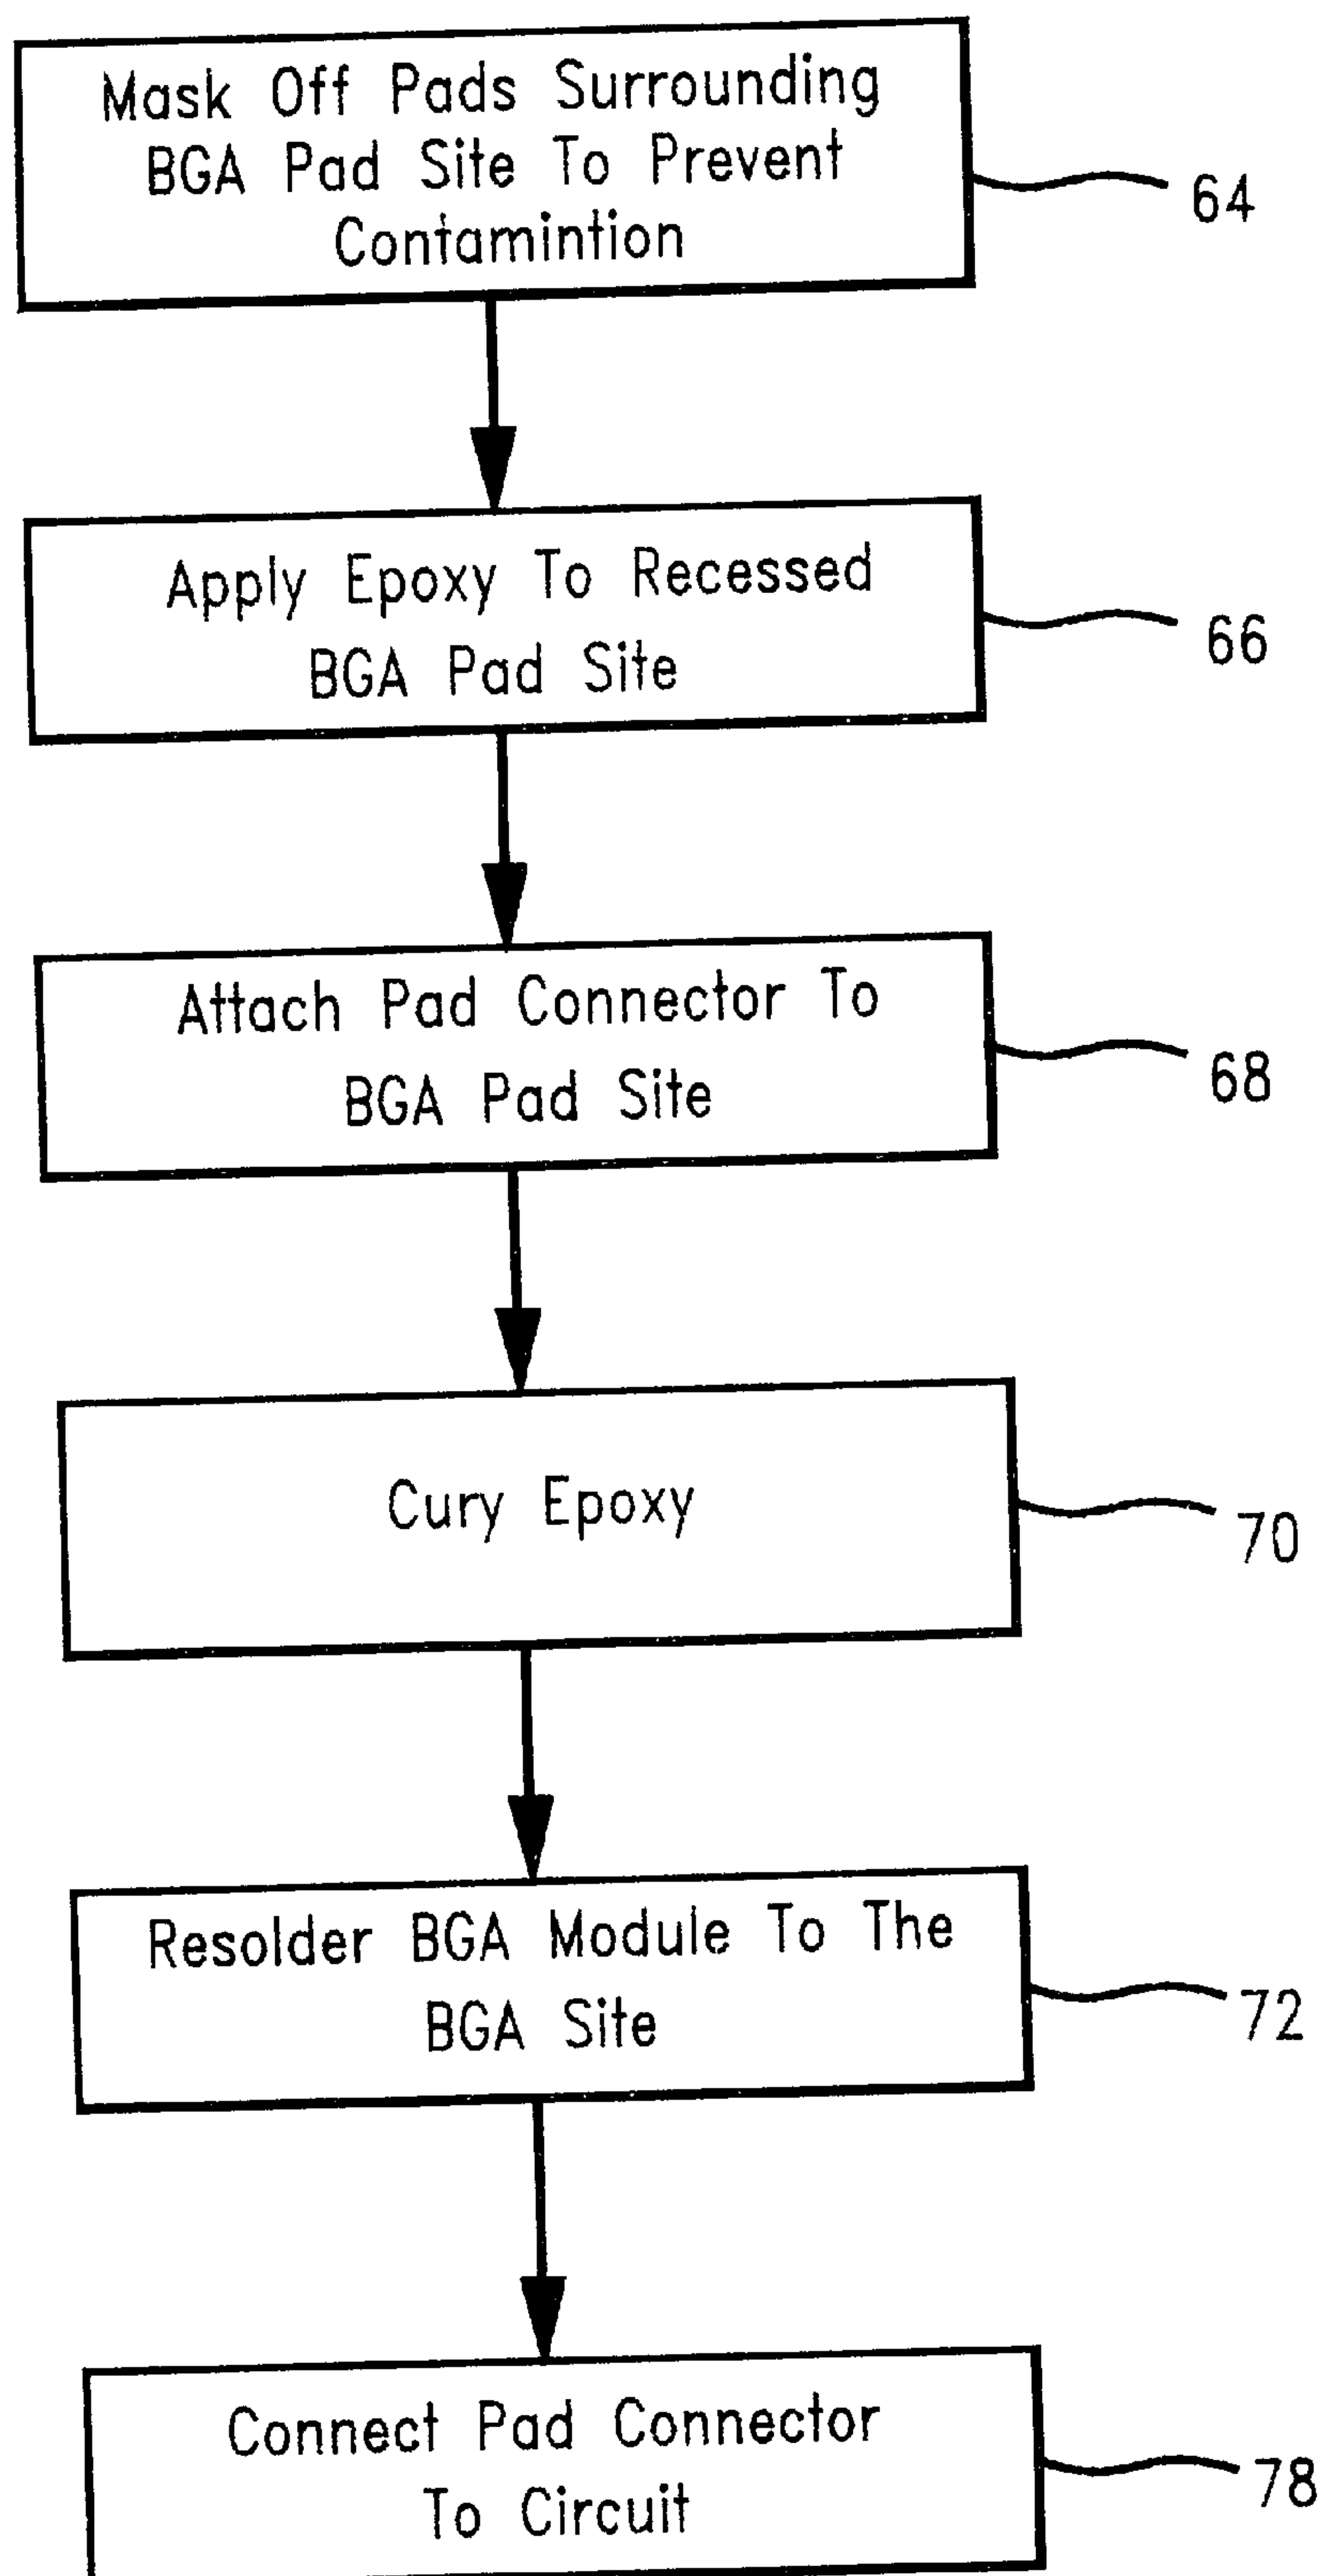 Mask Off Pads Surrounding
BGA Pad Site To Prevent
Contamintion
64
Apply Epoxy To Recessed
BGA Pad Site
66
Attach Pad Connector To
BGA Pad Site
68
Cury Epoxy
70
Resolder BGA Module To The
BGA Site
72
Connect Pad Connector
To Circuit
78